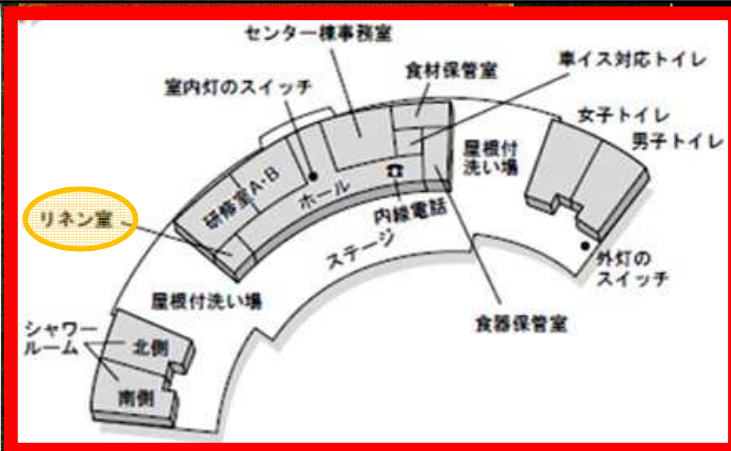 センター棟事務室
車イス対応トイレ
食材保管室
室内灯のスイッチ
女子トイレ
男子トイレ
屋根付
洗い場
研修室A・B
ホール
内線電話
リネン室
ステージ
外灯の
スイッチ
屋根付洗い場
食器保管室
シャワー
ルーム
北側
南側